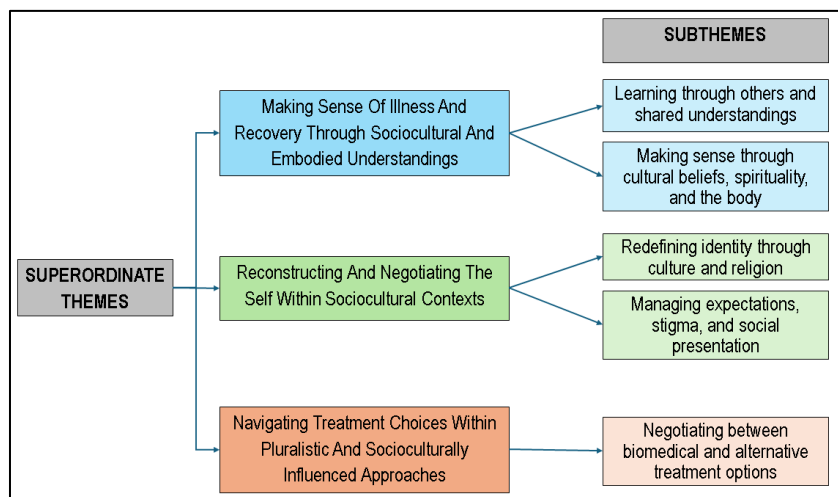 SUBTHEMES
Making Sense Of Illness And
Recovery Through Sociocultural And
Embodied Understandings
Learning through others and
shared understandings
Making sense through
cultural beliefs, spirituality,
and the body
SUPERORDINATE
THEMES
Reconstructing And Negotiating The
Self Within Sociocultural Contexts
Redefining identity through
culture and religion
Managing expectations,
stigma, and social
presentation
Navigating Treatment Choices Within
Pluralistic And Socioculturally
Influenced Approaches
Negotiating between
biomedical and alternative
treatment options